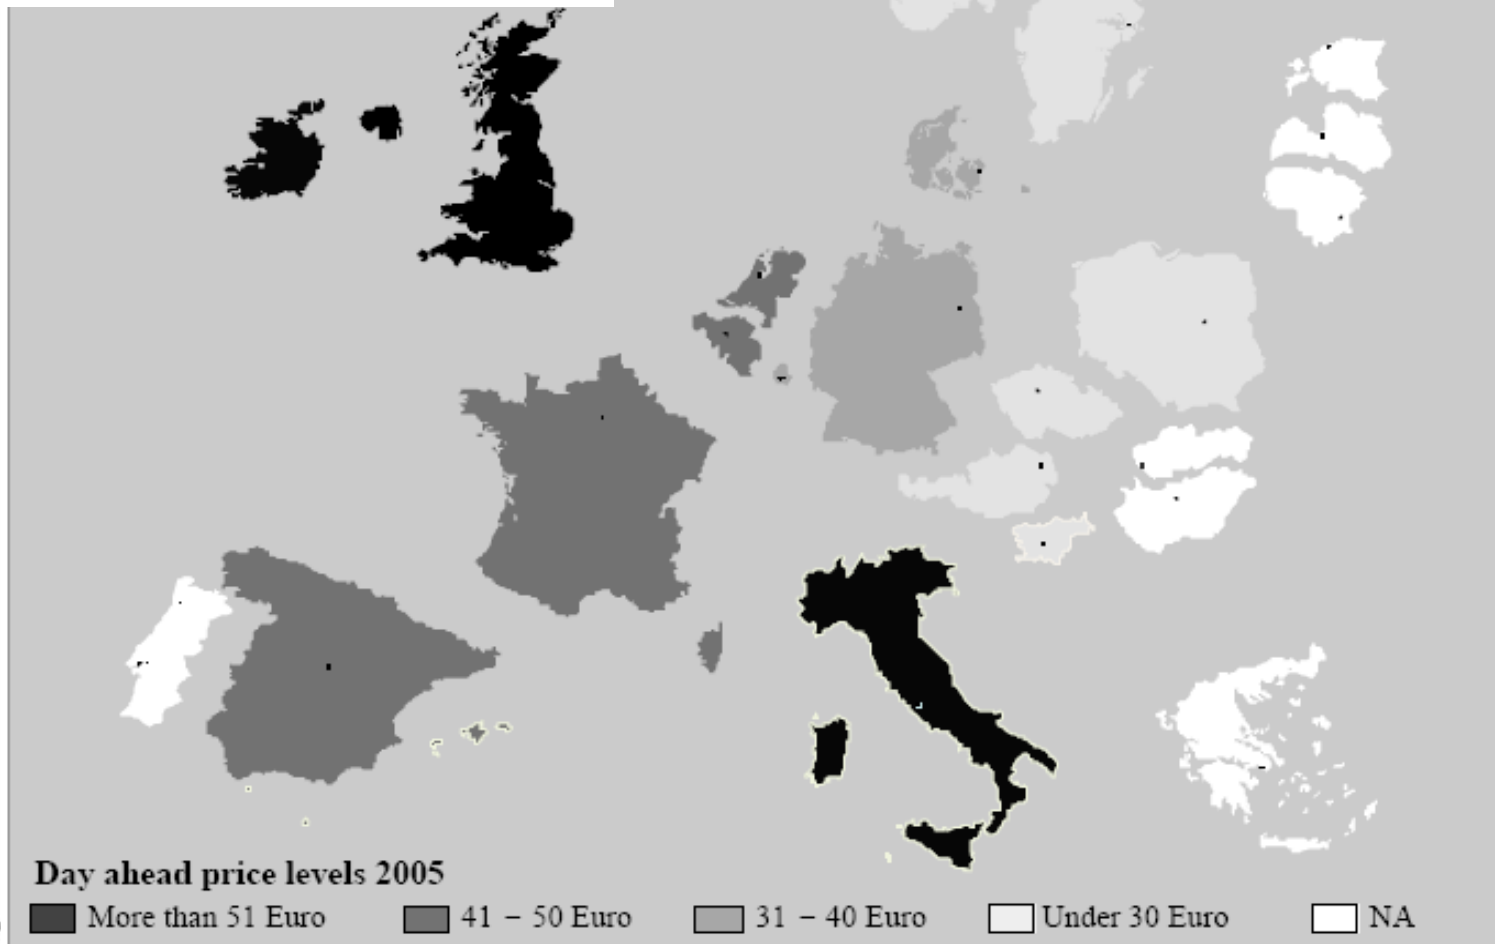 Day ahead price levels 2005
More than 51 Euro 41 – 50 Euro 31 – 40 Euro Under 30 Euro NA